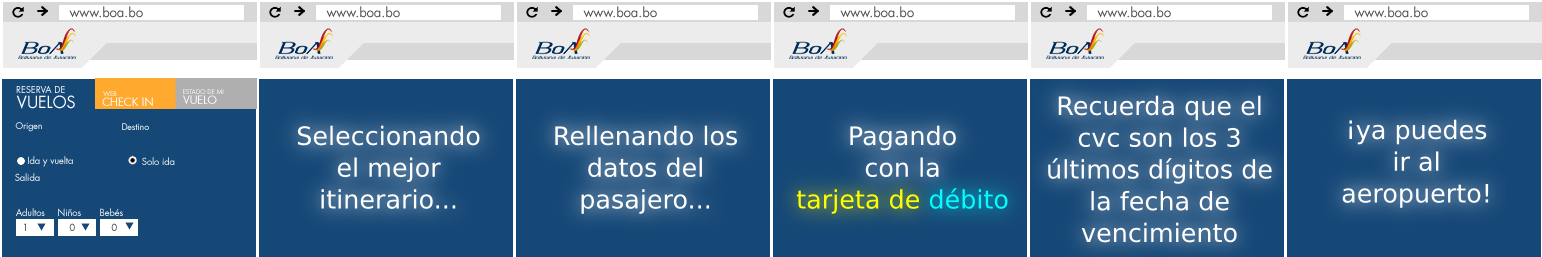 www.boa.bo
BoA
Boliviana de Aviación
RESERVA DE
VUELOS
WEB
CHECK IN
ESTADO DE MI
VUELO
Origen
Destino
Ida y vuelta
Solo ida
Salida
Adultos
Niños
Bebés
1
0
0
www.boa.bo
BoA
Boliviana de Aviación
Seleccionando
el mejor
itinerario...
www.boa.bo
BoA
Boliviana de Aviación
Rellenando los
datos del
pasajero...
www.boa.bo
BoA
Boliviana de Aviación
Pagando
con la
tarjeta de débito
www.boa.bo
BoA
Boliviana de Aviación
Recuerda que el
cvc son los 3
últimos dígitos de
la fecha de
vencimiento
www.boa.bo
BoA
Boliviana de Aviación
¡ya puedes
ir al
aeropuerto!